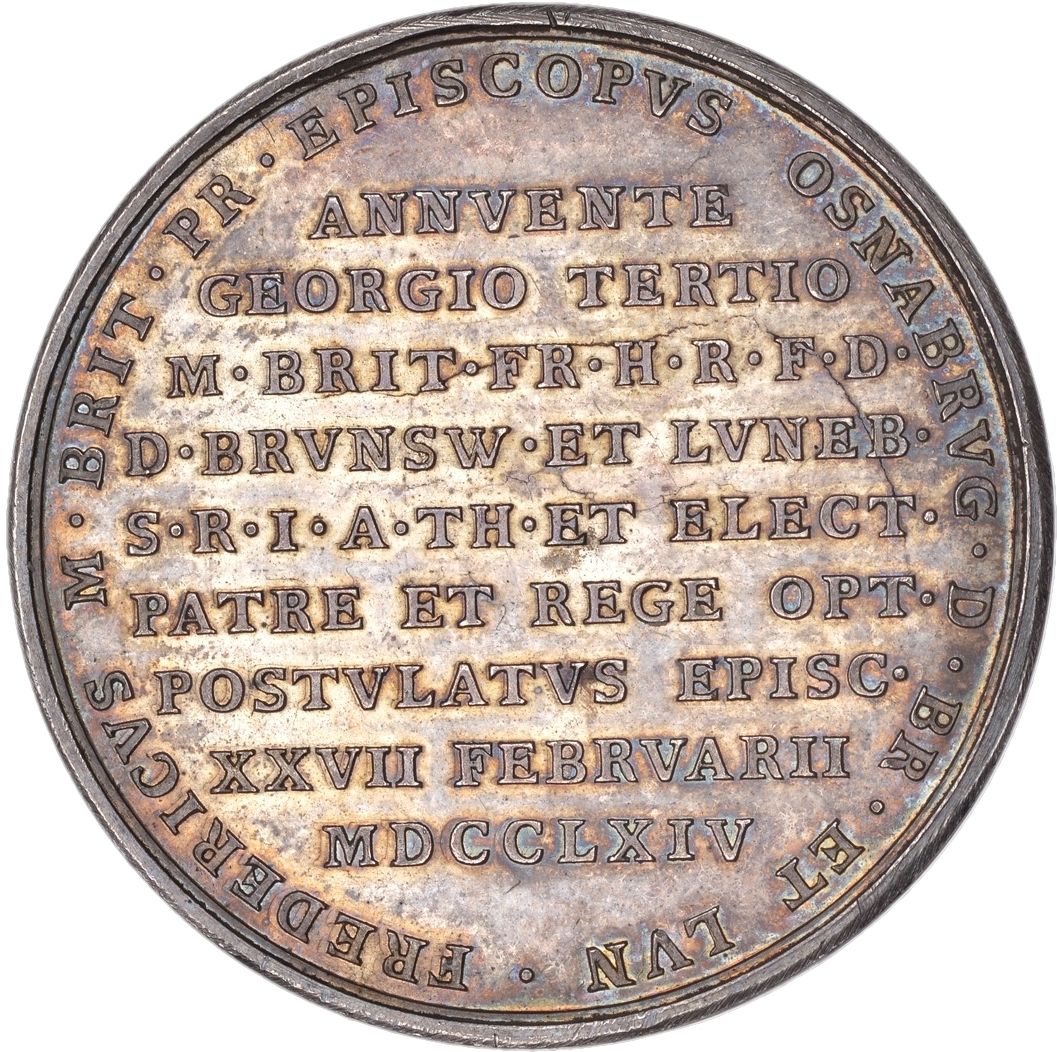 FREDERICVS M · BRIT · PR · EPISCOPVS OSNABRVG · D · BR · ET LVN ·
ANNVENTE
GEORGIO TERTIO
M · BRIT · FR · H · R · F · D ·
D · BRVNSW · ET LVNEB ·
S · R · I · A · TH · ET ELECT ·
PATRE ET REGE OPT ·
POSTVLATVS EPISC ·
XXVII FEBRVARII
MDCCLXIV